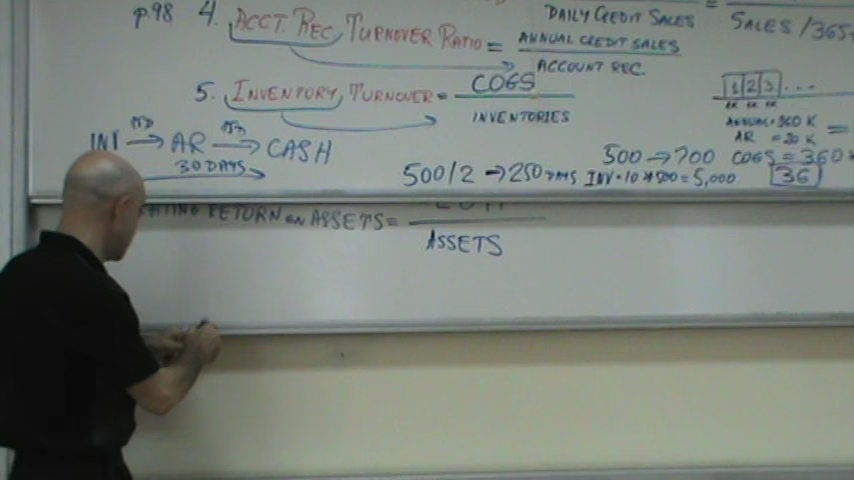 p.98 4. ACCT. REC. TURNOVER RATIO = ANNUAL CREDIT SALES
ACCOUNT REC.
DAILY CREDIT SALES =
SALES/365
5. INVENTORY TURNOVER = COGS
INVENTORIES
1 2 3 ...
ANNUAL = 360 K =
AR = 30 K
INV → AR → CASH
30 DAYS
500/2 → 250 DAYS
500 → 700 COGS = 360
INV = 10 * 500 = 5,000 36
RETURN ON ASSETS =
ASSETS